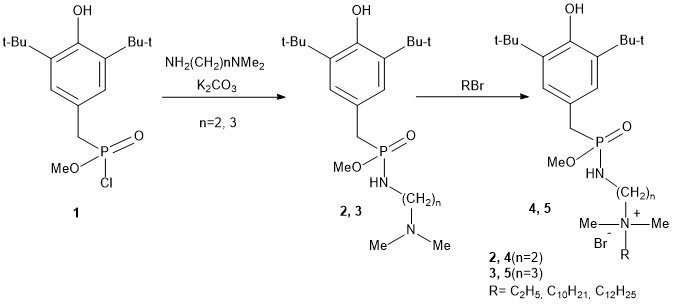 OH
t-Bu
Bu-t
MeO
P
O
Cl
1
NH2(CH2)nNMe2
K2CO3
n=2, 3
OH
t-Bu
Bu-t
MeO
P
O
HN
(CH2)n
N
Me
Me
2, 3
RBr
OH
t-Bu
Bu-t
MeO
P
O
HN
(CH2)n
Me
N
+
Me
Br-
R
4, 5
2, 4(n=2)
3, 5(n=3)
R= C2H5, C10H21, C12H25